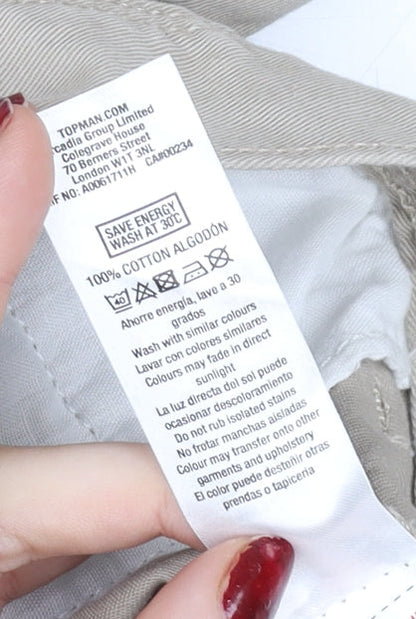 TOPMAN.COM
rcadia Group Limited
Colegrave House
70 Berners Street
London W1T 3NL
F NO: A0061711H CA#00234
SAVE ENERGY
WASH AT 30°C
100% COTTON ALGODÓN
40
Ahorre energía, lave a 30
grados
Wash with similar colours
Lavar con colores similares
Colours may fade in direct
sunlight
La luz directa del sol puede
ocasionar descoloramiento
Do not rub isolated stains
No frotar manchas aisladas
Colour may transfer onto other
garments and upholstery
El color puede desteñir otras
prendas o tapicería